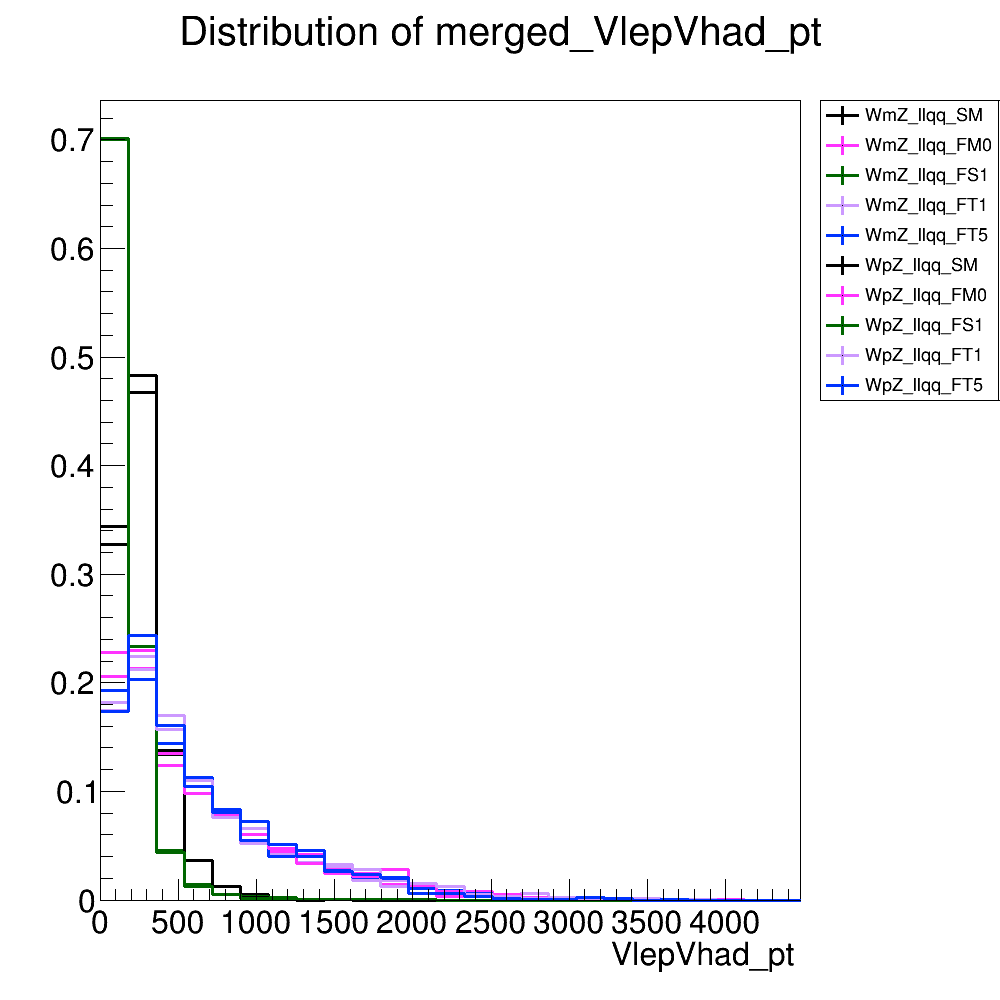 Distribution of merged_VlepVhad_pt
WmZ_llqq_SM
WmZ_llqq_FM0
WmZ_llqq_FS1
WmZ_llqq_FT1
WmZ_llqq_FT5
WpZ_llqq_SM
WpZ_llqq_FM0
WpZ_llqq_FS1
WpZ_llqq_FT1
WpZ_llqq_FT5
0.7
0.6
0.5
0.4
0.3
0.2
0.1
0
0 500 1000 1500 2000 2500 3000 3500 4000
VlepVhad_pt